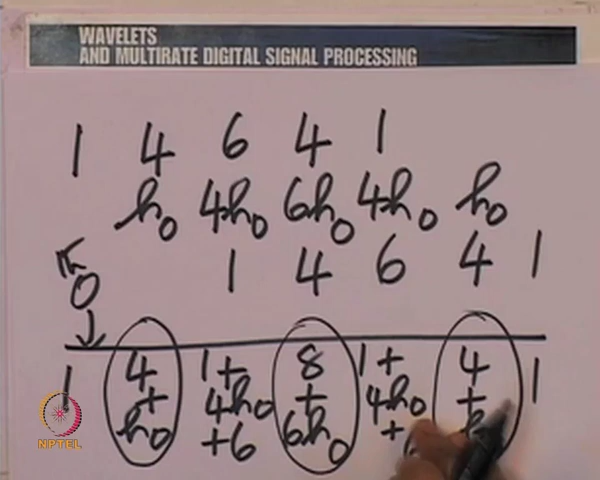 WAVELETS
AND MULTIRATE DIGITAL SIGNAL PROCESSING
1 4 6 4 1
h0 4h0 6h0 4h0 h0
0th 1 4 6 4 1
1 4 1+ 8 1+ 4 1
+ 4h0 + 4h0 +
h0 +6 6h0 +
NPTEL